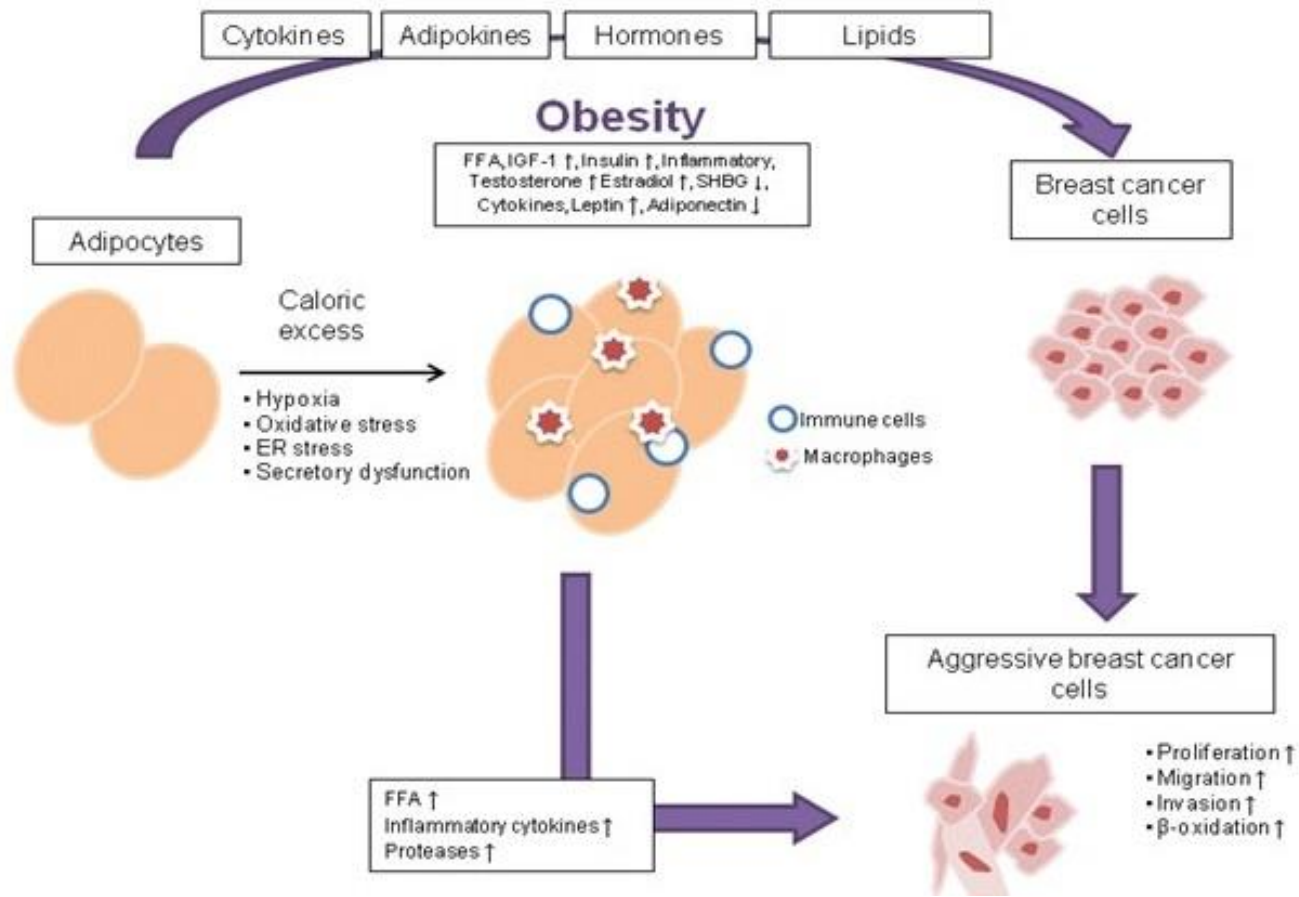 Cytokines
Adipokines
Hormones
Lipids
Obesity
FFA, IGF-1 ↑, Insulin ↑, Inflammatory,
Testosterone ↑ Estradiol ↑, SHBG ↓,
Cytokines, Leptin ↑, Adiponectin ↓
Breast cancer
cells
Adipocytes
Caloric
excess
▪ Hypoxia
▪ Oxidative stress
▪ ER stress
▪ Secretory dysfunction
Immune cells
Macrophages
Aggressive breast cancer
cells
▪ Proliferation ↑
▪ Migration ↑
▪ Invasion ↑
▪ β-oxidation ↑
FFA ↑
Inflammatory cytokines ↑
Proteases ↑